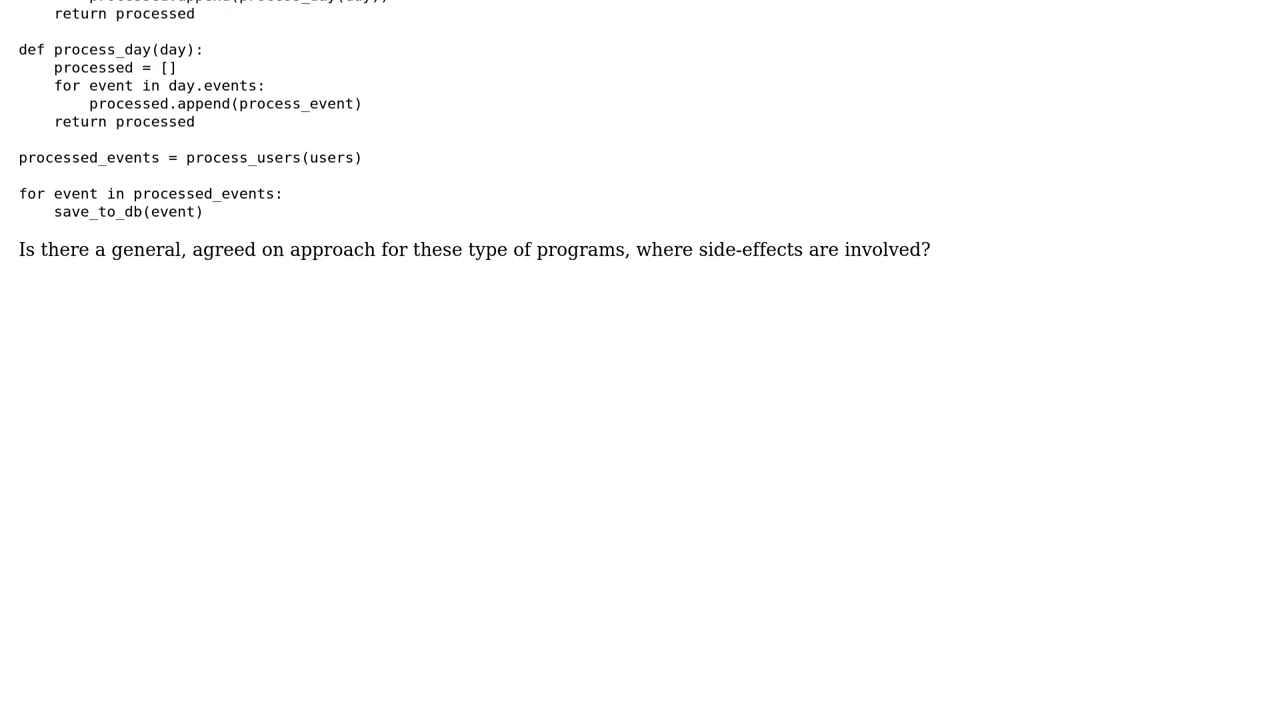 return processed

def process_day(day):
    processed = []
    for event in day.events:
        processed.append(process_event)
    return processed

processed_events = process_users(users)

for event in processed_events:
    save_to_db(event)

Is there a general, agreed on approach for these type of programs, where side-effects are involved?